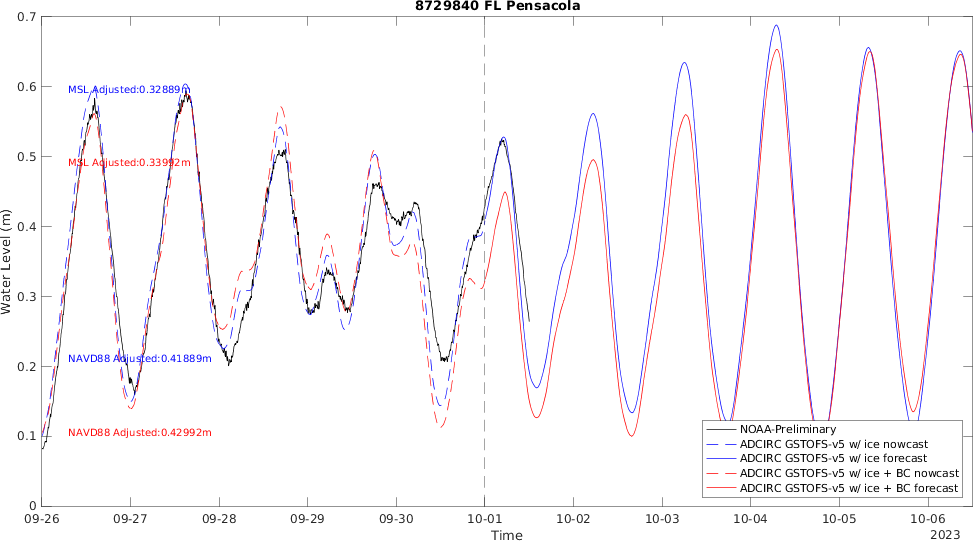 8729840 FL Pensacola
0.7
0.6
0.5
0.4
0.3
0.2
0.1
0
Water Level (m)
MSL Adjusted:0.32889m
MSL Adjusted:0.33992m
NAVD88 Adjusted:0.41889m
NAVD88 Adjusted:0.42992m
NOAA-Preliminary
ADCIRC GSTOFS-v5 w/ ice nowcast
ADCIRC GSTOFS-v5 w/ ice forecast
ADCIRC GSTOFS-v5 w/ ice + BC nowcast
ADCIRC GSTOFS-v5 w/ ice + BC forecast
09-26 09-27 09-28 09-29 09-30 10-01 10-02 10-03 10-04 10-05 10-06
Time
2023